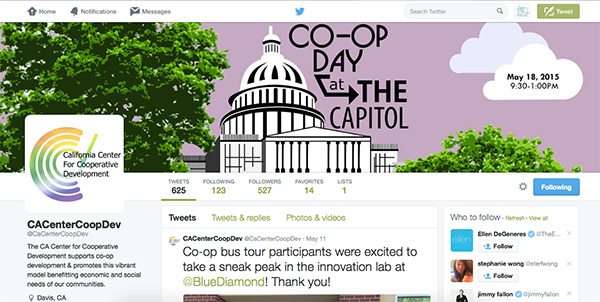 Home Notifications Messages Search Twitter Tweet
CO-OP
DAY
at THE
CAPITOL
May 18, 2015
9:30-1:00PM
California Center
For Cooperative
Development
TWEETS FOLLOWING FOLLOWERS FAVORITES LISTS
625 123 527 14 1
Following
CACenterCoopDev
@CaCenterCoopDev
The CA Center for Cooperative
Development supports co-op
development & promotes this vibrant
model benefitting economic and social
needs of our communities.
Davis, CA
Tweets Tweets & replies Photos & videos
CACenterCoopDev @CaCenterCoopDev · May 11
Co-op bus tour participants were excited to
take a sneak peak in the innovation lab at
@BlueDiamond! Thank you!
Who to follow · Refresh · View all
ellen
Ellen DeGeneres @TheE...
Follow
stephanie wong @sterfwong
Follow
jimmy fallon @jimmyfallon